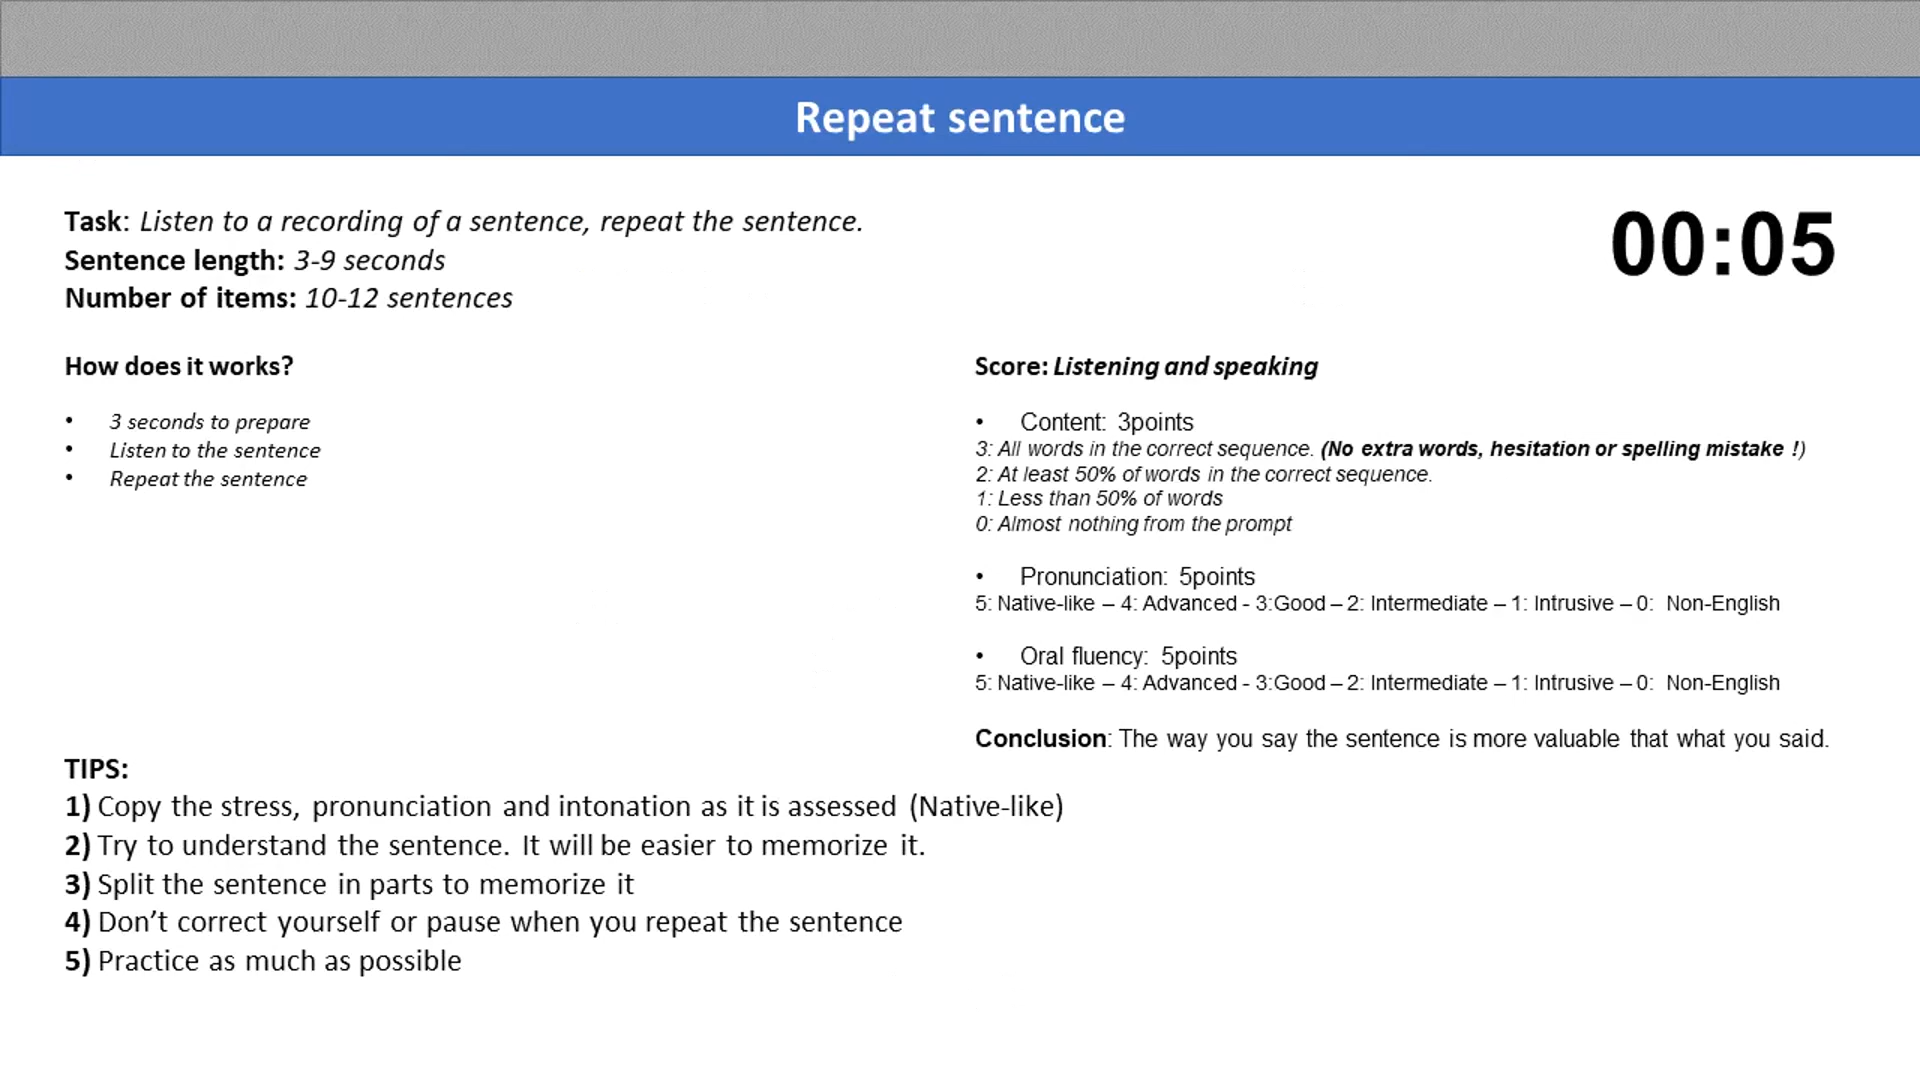 Repeat sentence
Task: Listen to a recording of a sentence, repeat the sentence.
00:05
Sentence length: 3-9 seconds
Number of items: 10-12 sentences
How does it works?
• 3 seconds to prepare
• Listen to the sentence
• Repeat the sentence
Score: Listening and speaking
• Content: 3points
3: All words in the correct sequence. (No extra words, hesitation or spelling mistake !)
2: At least 50% of words in the correct sequence.
1: Less than 50% of words
0: Almost nothing from the prompt
• Pronunciation: 5points
5: Native-like – 4: Advanced - 3:Good – 2: Intermediate – 1: Intrusive – 0: Non-English
• Oral fluency: 5points
5: Native-like – 4: Advanced - 3:Good – 2: Intermediate – 1: Intrusive – 0: Non-English
Conclusion: The way you say the sentence is more valuable that what you said.
TIPS:
1) Copy the stress, pronunciation and intonation as it is assessed (Native-like)
2) Try to understand the sentence. It will be easier to memorize it.
3) Split the sentence in parts to memorize it
4) Don’t correct yourself or pause when you repeat the sentence
5) Practice as much as possible